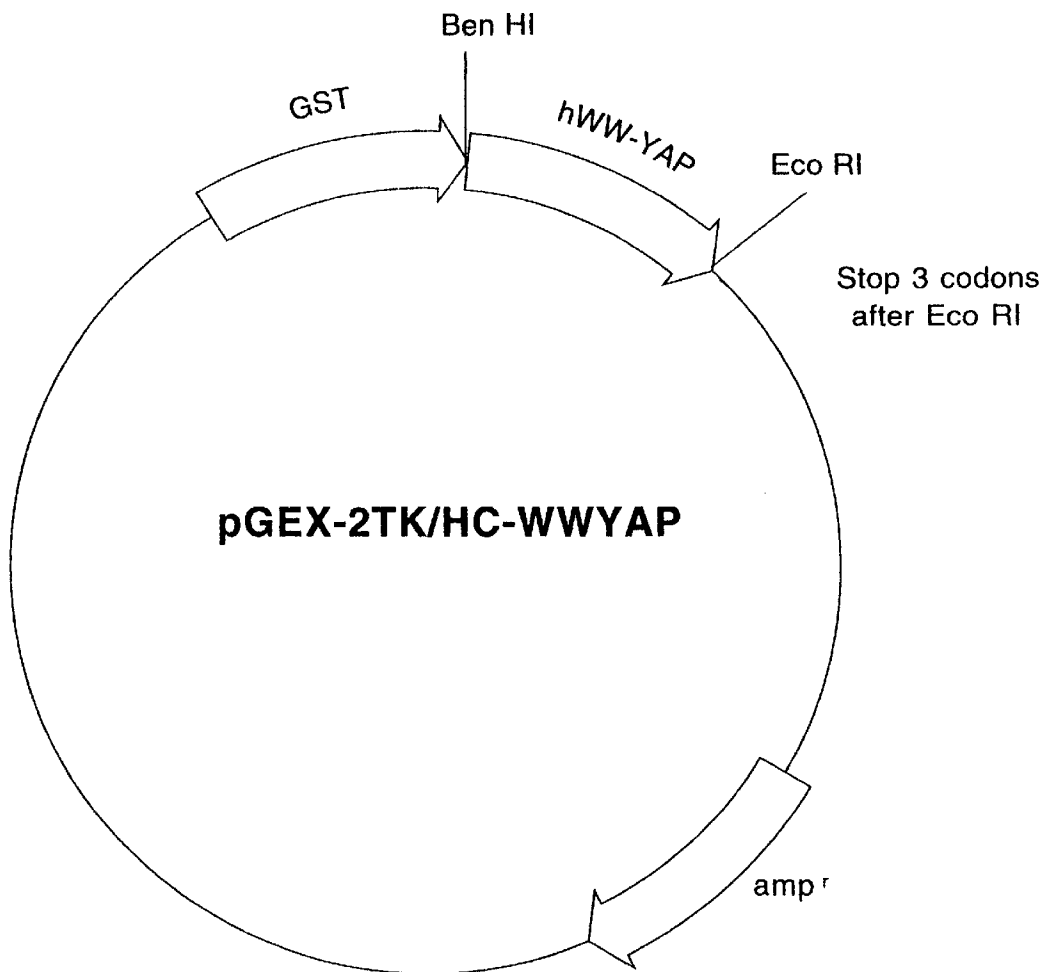 Ben HI
GST
hWW-YAP
Eco RI
Stop 3 codons
after Eco RI
pGEX-2TK/HC-WWYAP
amp r